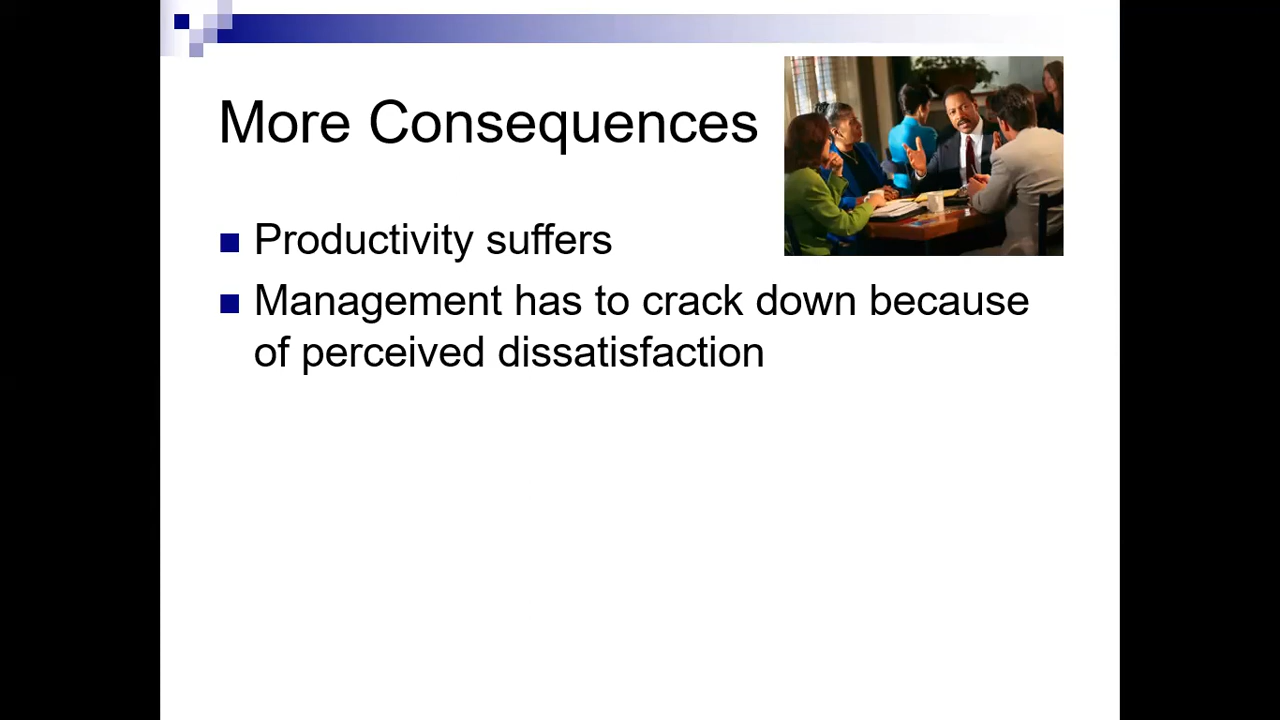 More Consequences
Productivity suffers
Management has to crack down because
of perceived dissatisfaction